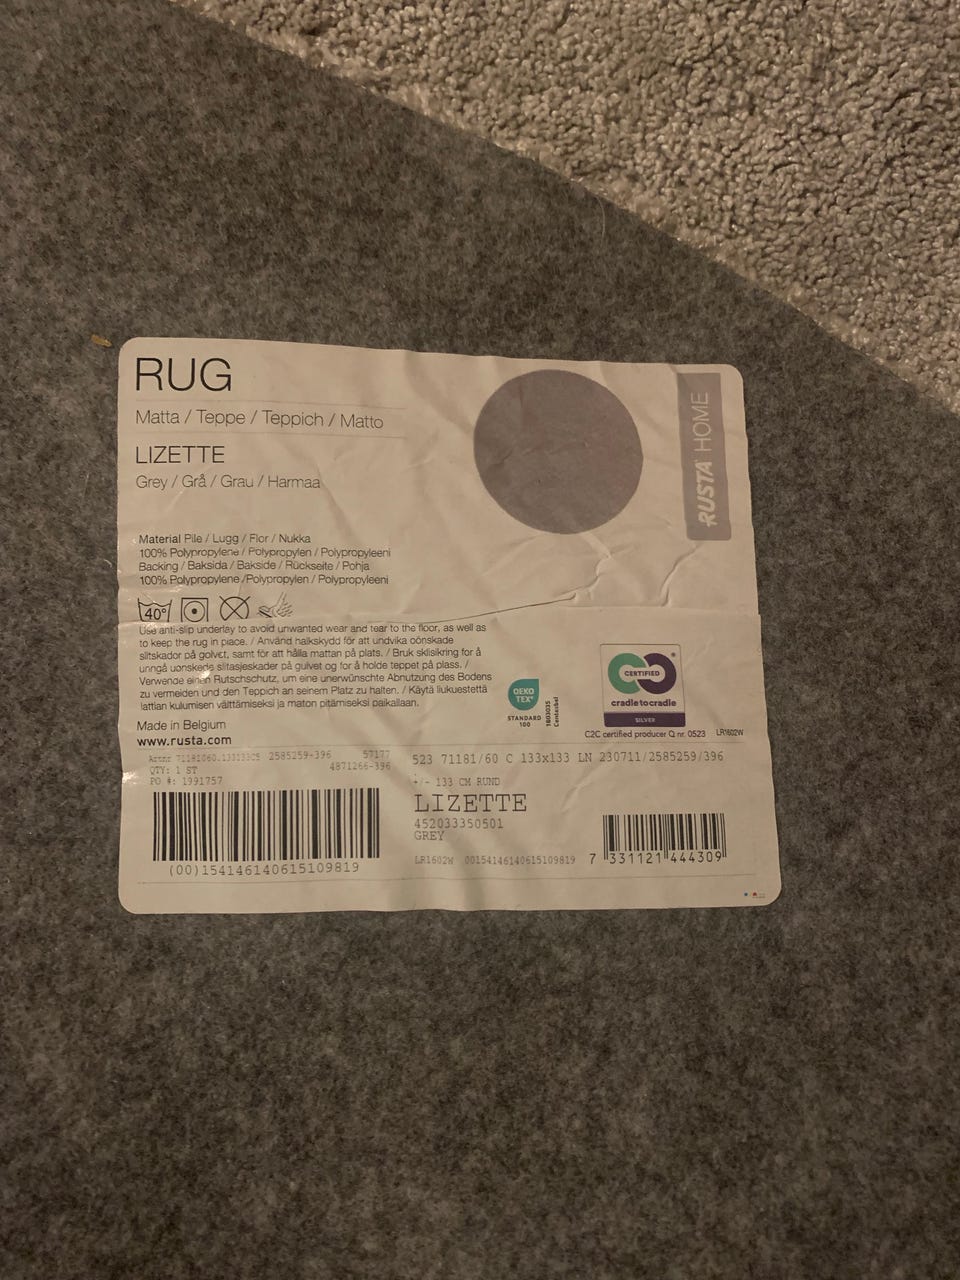 RUG
Matta / Teppe / Teppich / Matto
LIZETTE
Grey / Grå / Grau / Harmaa
RUSTA HOME
Material Pile / Lugg / Flor / Nukka
100% Polypropylene / Polypropylen / Polypropyleeni
Backing / Baksida / Bakside / Rückseite / Pohja
100% Polypropylene /Polypropylen / Polypropyleeni
40°
Use anti-slip underlay to avoid unwanted wear and tear to the floor, as well as
to keep the rug in place. / Använd halkskydd för att undvika oönskade
slitskador på golvet, samt för att hålla mattan på plats. / Bruk sklisikring for å
unngå uønskede slitasjeskader på gulvet og for å holde teppet på plass. /
Verwende einen Rutschschutz, um eine unerwünschte Abnutzung des Bodens
zu vermeiden und den Teppich an seinem Platz zu halten. / Käytä liukuestettä
lattian kulumisen välttämiseksi ja maton pitämiseksi paikallaan.
Made in Belgium
www.rusta.com
OEKO
TEX®
STANDARD
100
1603035
Centexbel
CERTIFIED
cradletocradle
®
SILVER
C2C certified producer Q nr. 0523
LR1602W
Artnr 2585259-396 57177
QTY: 1 ST 4871266-396
PO #: 1991757
(00)154146140615109819
523 71181/60 C 133x133 LN 230711/2585259/396
+/- 133 CM RUND
LIZETTE
452033350501
GREY
LR1602W 00154146140615109819
7 331121 444309